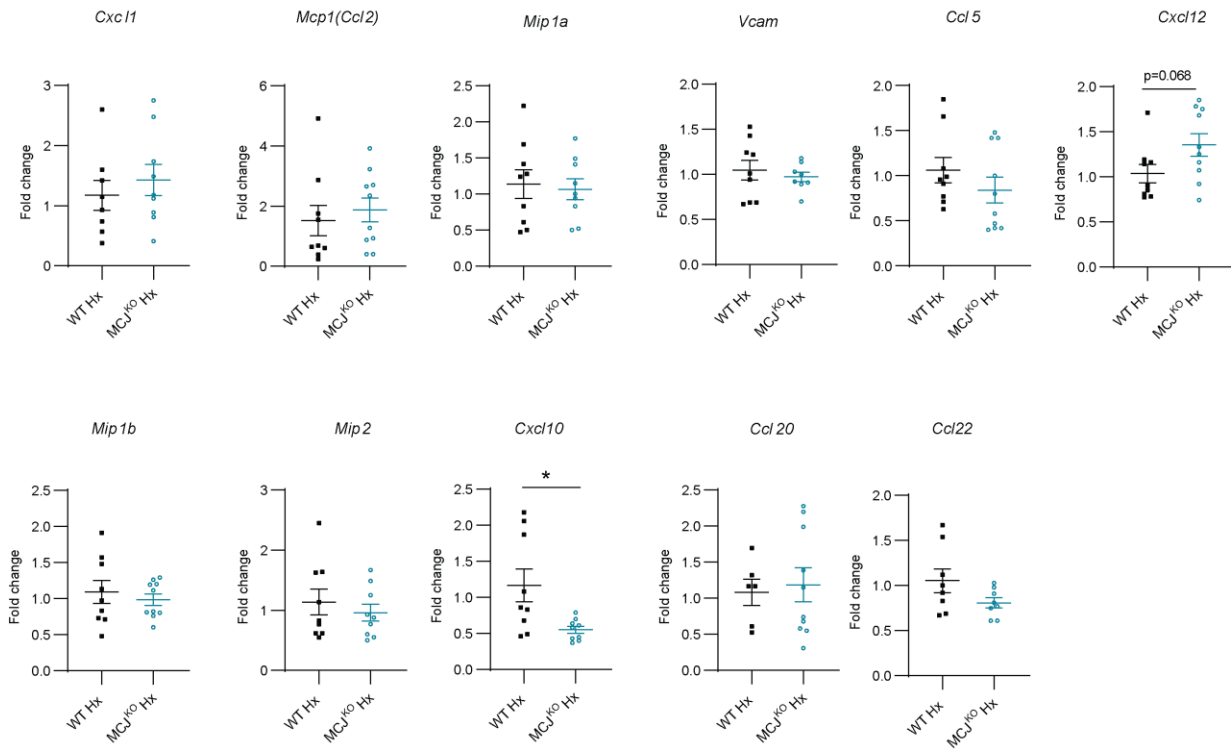 Cxcl1
Mcp1(Ccl2)
Mip1a
Vcam
Ccl5
Cxcl12
Fold change
3
2
1
0
WT Hx
MCJKO Hx
Fold change
6
4
2
0
WT Hx
MCJKO Hx
Fold change
2.5
2.0
1.5
1.0
0.5
0.0
WT Hx
MCJKO Hx
Fold change
2.0
1.5
1.0
0.5
0.0
WT Hx
MCJKO Hx
Fold change
2.0
1.5
1.0
0.5
0.0
WT Hx
MCJKO Hx
p=0.068
Fold change
2.0
1.5
1.0
0.5
0.0
WT Hx
MCJKO Hx
Mip1b
Mip2
Cxcl10
Ccl20
Ccl22
Fold change
2.5
2.0
1.5
1.0
0.5
0.0
WT Hx
MCJKO Hx
Fold change
3
2
1
0
WT Hx
MCJKO Hx
*
Fold change
2.5
2.0
1.5
1.0
0.5
0.0
WT Hx
MCJKO Hx
Fold change
2.5
2.0
1.5
1.0
0.5
0.0
WT Hx
MCJKO Hx
Fold change
2.0
1.5
1.0
0.5
0.0
WT Hx
MCJKO Hx